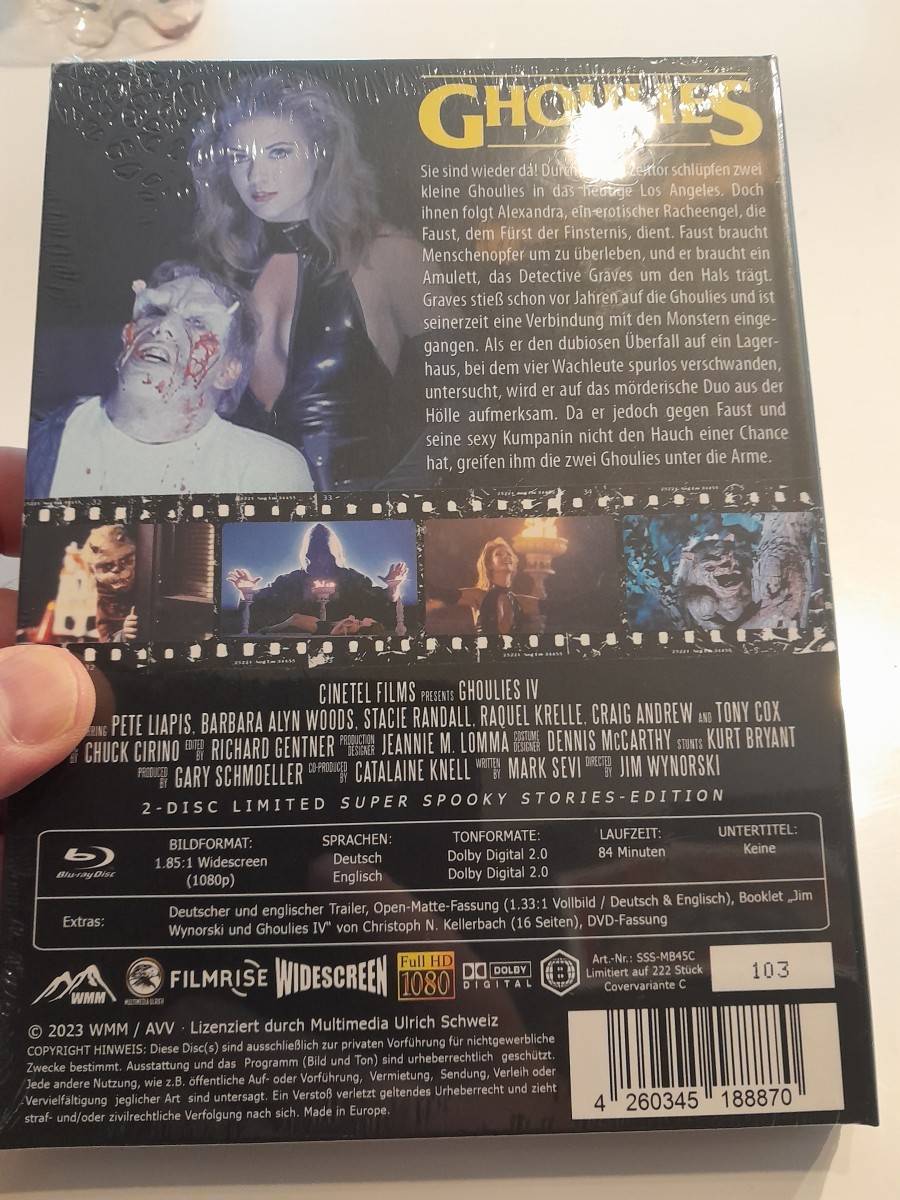 GHOULIES
Sie sind wieder da! schlüpfen zwei
kleine Ghoulies in das heutige Los Angeles. Doch
ihnen folgt Alexandra, ein erotischer Racheengel, die
Faust, dem Fürst der Finsternis, dient. Faust braucht
Menschenopfer um zu überleben, und er braucht ein
Amulett, das Detective Graves um den Hals trägt.
Graves stieß schon vor Jahren auf die Ghoulies und ist
seinerzeit eine Verbindung mit den Monstern einge-
gangen. Als er den dubiosen Überfall auf ein Lager-
haus, bei dem vier Wachleute spurlos verschwanden,
untersucht, wird er auf das mörderische Duo aus der
Hölle aufmerksam. Da er jedoch gegen Faust und
seine sexy Kumpanin nicht den Hauch einer Chance
hat, greifen ihm die zwei Ghoulies unter die Arme.
CINETEL FILMS PRESENTS GHOULIES IV
PETE LIAPIS, BARBARA ALYN WOODS, STACIE RANDALL, RAQUEL KRELLE, CRAIG ANDREW AND TONY COX
BY CHUCK CIRINO EDITED BY RICHARD GENTNER PRODUCTION DESIGNER JEANNIE M. LOMMA COSTUME DESIGNER DENNIS McCARTHY STUNTS KURT BRYANT
PRODUCED BY GARY SCHMOELLER CO-PRODUCED BY CATALAINE KNELL WRITTEN BY MARK SEVI DIRECTED BY JIM WYNORSKI
2-DISC LIMITED SUPER SPOOKY STORIES-EDITION
Blu-ray Disc
BILDFORMAT:
1.85:1 Widescreen
(1080p)
SPRACHEN:
Deutsch
Englisch
TONFORMATE:
Dolby Digital 2.0
Dolby Digital 2.0
LAUFZEIT:
84 Minuten
UNTERTITEL:
Keine
Extras:
Deutscher und englischer Trailer, Open-Matte-Fassung (1.33:1 Vollbild / Deutsch & Englisch), Booklet „Jim
Wynorski und Ghoulies IV" von Christoph N. Kellerbach (16 Seiten), DVD-Fassung
WMM
MULTIMEDIA ULRICH
FILMRISE
WIDESCREEN
Full HD
1080
DOLBY
DIGITAL
Art.-Nr.: SSS-MB45C
Limitiert auf 222 Stück
Covervariante C
103
© 2023 WMM / AVV · Lizenziert durch Multimedia Ulrich Schweiz
COPYRIGHT HINWEIS: Diese Disc(s) sind ausschließlich zur privaten Vorführung für nichtgewerbliche
Zwecke bestimmt. Ausstattung und das Programm (Bild und Ton) sind urheberrechtlich geschützt.
Jede andere Nutzung, wie z.B. öffentliche Auf- oder Vorführung, Vermietung, Sendung, Verleih oder
Vervielfältigung jeglicher Art sind untersagt. Ein Verstoß verletzt geltendes Urheberrecht und zieht
straf- und/oder zivilrechtliche Verfolgung nach sich. Made in Europe.
4 260345 188870